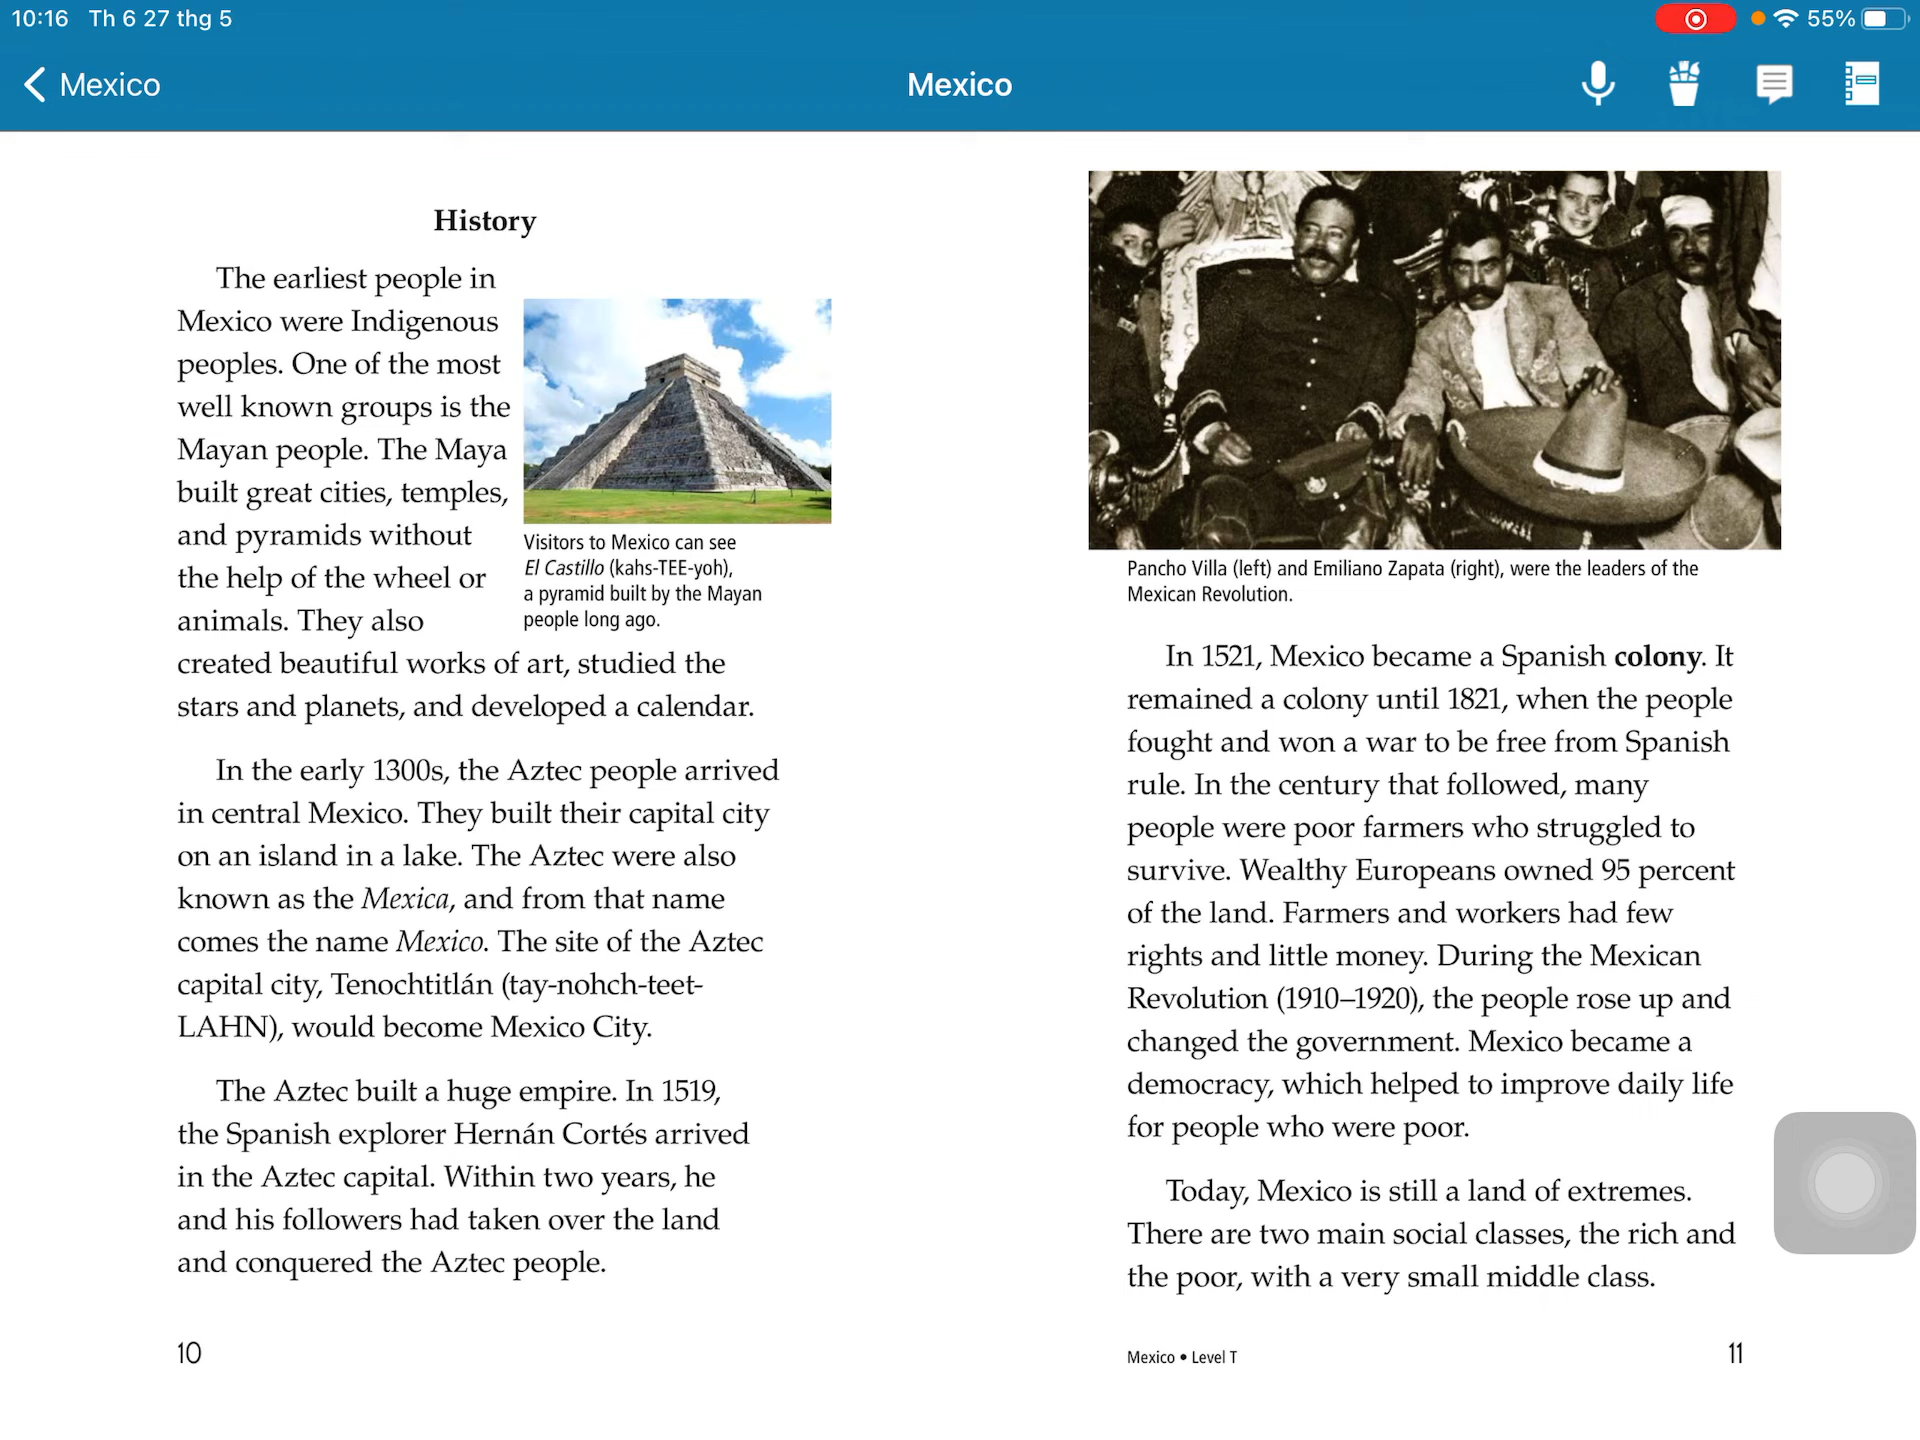 10:16 Th 6 27 thg 5
55%
Mexico
Mexico
History
The earliest people in
Mexico were Indigenous
peoples. One of the most
well known groups is the
Mayan people. The Maya
built great cities, temples,
and pyramids without
the help of the wheel or
animals. They also
created beautiful works of art, studied the
stars and planets, and developed a calendar.
Visitors to Mexico can see
El Castillo (kahs-TEE-yoh),
a pyramid built by the Mayan
people long ago.
In the early 1300s, the Aztec people arrived
in central Mexico. They built their capital city
on an island in a lake. The Aztec were also
known as the Mexica, and from that name
comes the name Mexico. The site of the Aztec
capital city, Tenochtitlán (tay-nohch-teet-
LAHN), would become Mexico City.
The Aztec built a huge empire. In 1519,
the Spanish explorer Hernán Cortés arrived
in the Aztec capital. Within two years, he
and his followers had taken over the land
and conquered the Aztec people.
10
Pancho Villa (left) and Emiliano Zapata (right), were the leaders of the
Mexican Revolution.
In 1521, Mexico became a Spanish colony. It
remained a colony until 1821, when the people
fought and won a war to be free from Spanish
rule. In the century that followed, many
people were poor farmers who struggled to
survive. Wealthy Europeans owned 95 percent
of the land. Farmers and workers had few
rights and little money. During the Mexican
Revolution (1910–1920), the people rose up and
changed the government. Mexico became a
democracy, which helped to improve daily life
for people who were poor.
Today, Mexico is still a land of extremes.
There are two main social classes, the rich and
the poor, with a very small middle class.
Mexico • Level T
11